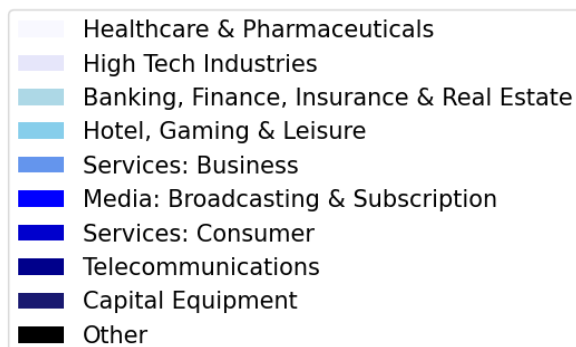 Healthcare & Pharmaceuticals
High Tech Industries
Banking, Finance, Insurance & Real Estate
Hotel, Gaming & Leisure
Services: Business
Media: Broadcasting & Subscription
Services: Consumer
Telecommunications
Capital Equipment
Other